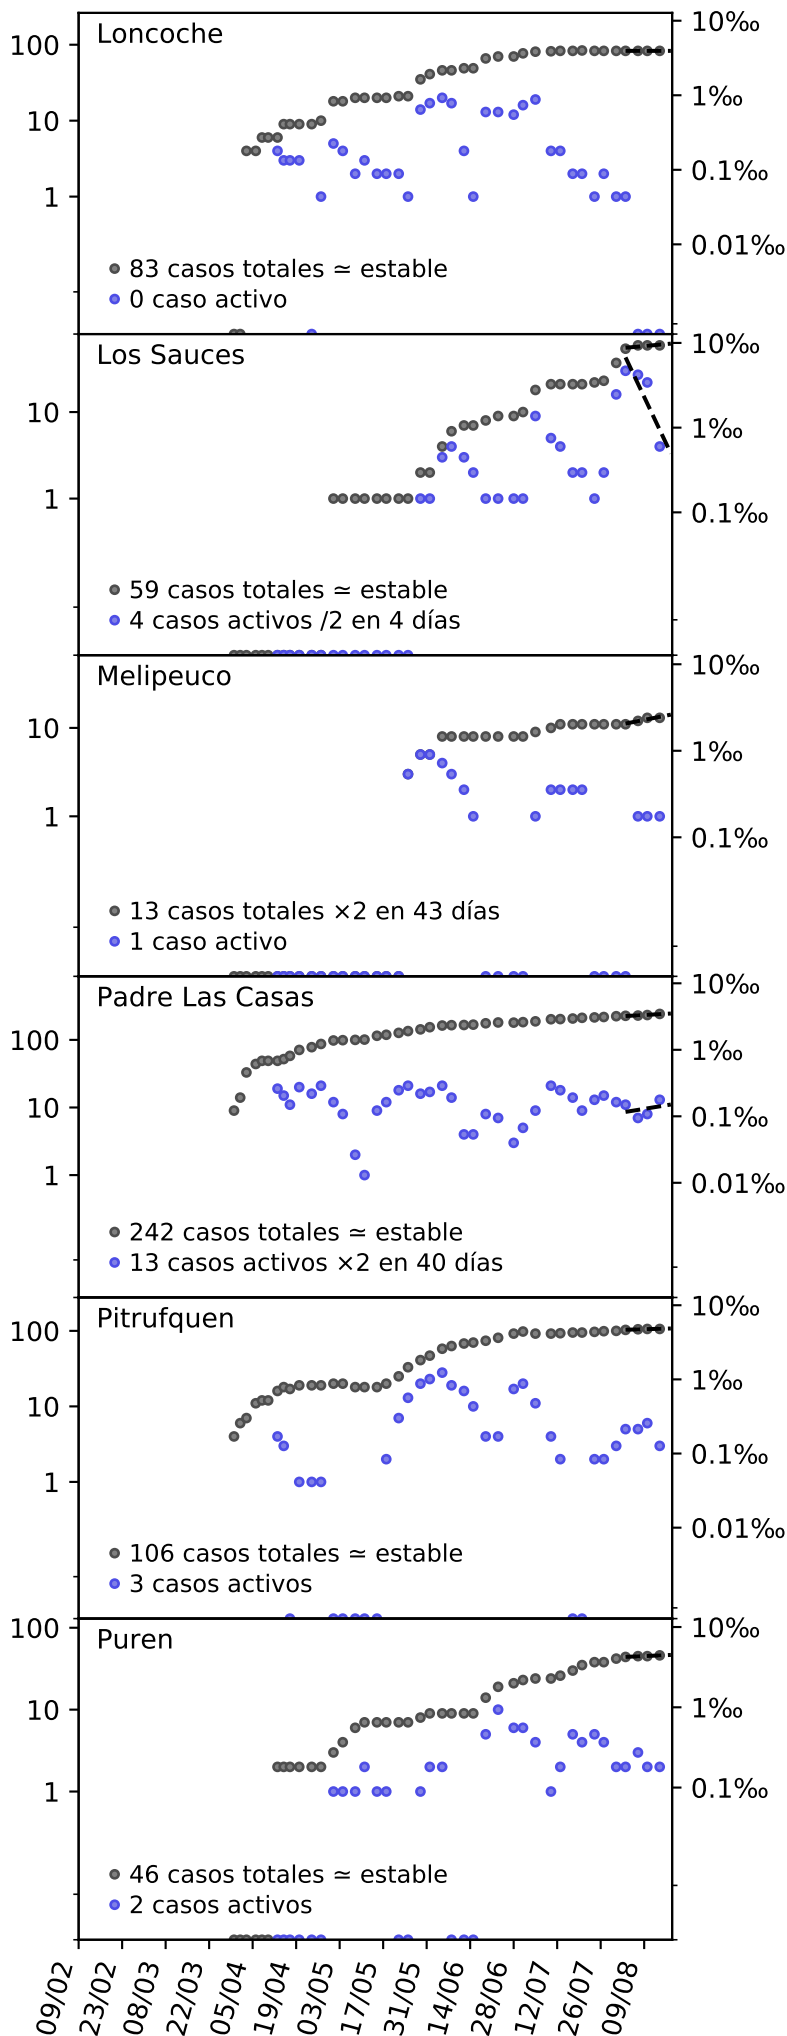 Loncoche
100
10
1
10‰
1‰
0.1‰
0.01‰
83 casos totales ≃ estable
0 caso activo
Los Sauces
10
1
10‰
1‰
0.1‰
59 casos totales ≃ estable
4 casos activos /2 en 4 días
Melipeuco
10
1
10‰
1‰
0.1‰
13 casos totales ×2 en 43 días
1 caso activo
Padre Las Casas
100
10
1
10‰
1‰
0.1‰
0.01‰
242 casos totales ≃ estable
13 casos activos ×2 en 40 días
Pitrufquen
100
10
1
10‰
1‰
0.1‰
0.01‰
106 casos totales ≃ estable
3 casos activos
Puren
100
10
1
10‰
1‰
0.1‰
46 casos totales ≃ estable
2 casos activos
09/02
23/02
08/03
22/03
05/04
19/04
03/05
17/05
31/05
14/06
28/06
12/07
26/07
09/08